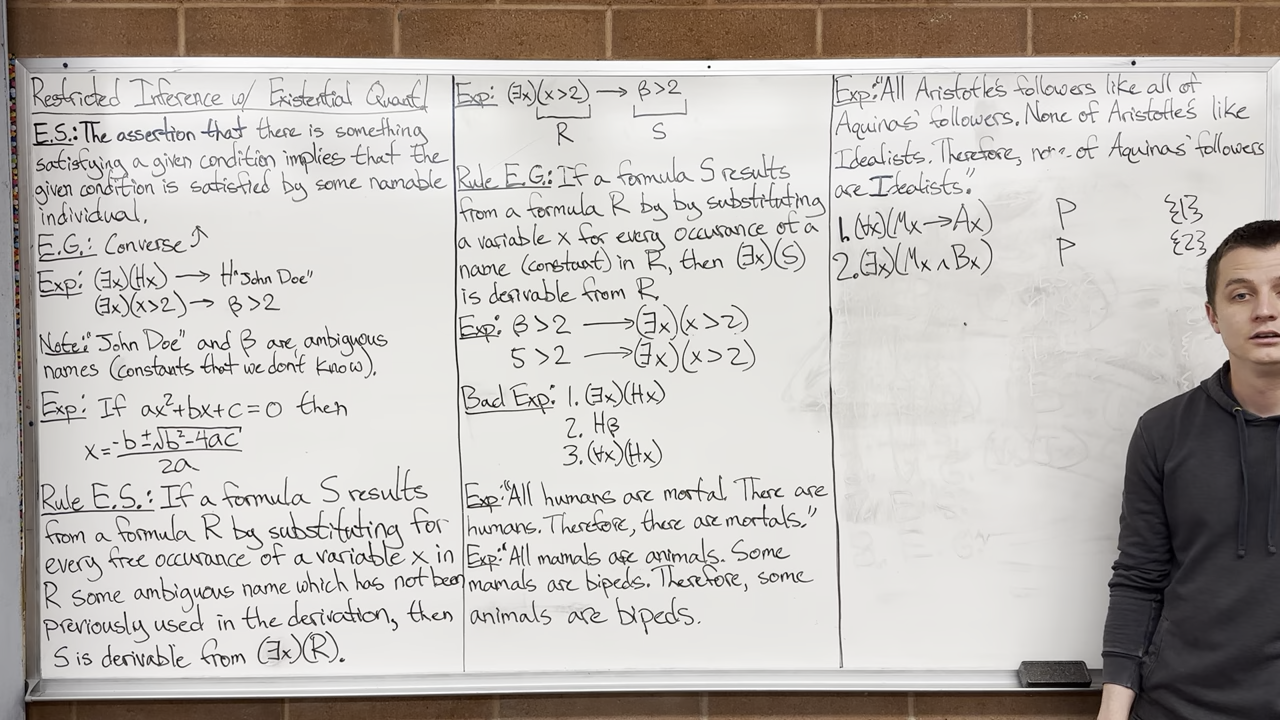 Restricted Inference w/ Existential Quant.
E.S.: The assertion that there is something
satisfying a given condition implies that the
given condition is satisfied by some namable
individual.
E.G.: Converse ↑
Exp: (∃x)(Hx) → H"John Doe"
(∃x)(x>2) → β>2
Note: "John Doe" and β are ambiguous
names (constants that we don't know).
Exp: If ax²+bx+c=0 then
x = -b±√b²-4ac
2a
Rule E.S.: If a formula S results
from a formula R by substituting for
every free occurance of a variable x in
R some ambiguous name which has not been
previously used in the derivation, then
S is derivable from (∃x)(R).
Exp: (∃x)(x>2) → β>2
R S
Rule E.G.: If a formula S results
from a formula R by by substituting
a variable x for every occurance of a
name (constant) in R, then (∃x)(S)
is derivable from R.
Exp: β>2 → (∃x)(x>2)
5>2 → (∃x)(x>2)
Bad Exp: 1. (∃x)(Hx)
2. Hβ
3. (∀x)(Hx)
Exp: "All humans are mortal. There are
humans. Therefore, there are mortals."
Exp: "All mamals are animals. Some
mamals are bipeds. Therefore, some
animals are bipeds.
Exp: "All Aristotle's followers like all of
Aquinas' followers. None of Aristotle's like
Idealists. Therefore, none of Aquinas' followers
are Idealists."
1. (∀x)(Mx→Ax) P {1}
2. (∃x)(Mx∧Bx) P {2}